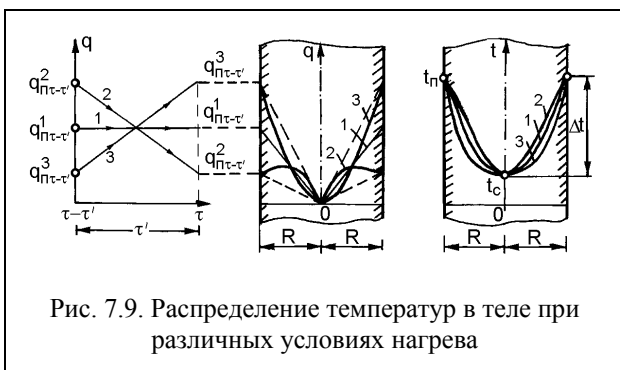 q q t
q²Пτ-τ′ 2 q³Пτ-τ′ 3 tП 2
q¹Пτ-τ′ 1 q¹Пτ-τ′ 1 1 Δt
q³Пτ-τ′ 3 q²Пτ-τ′ 2 3
tс
τ-τ′ τ 0 0
τ′ R R R R
Рис. 7.9. Распределение температур в теле при
различных условиях нагрева